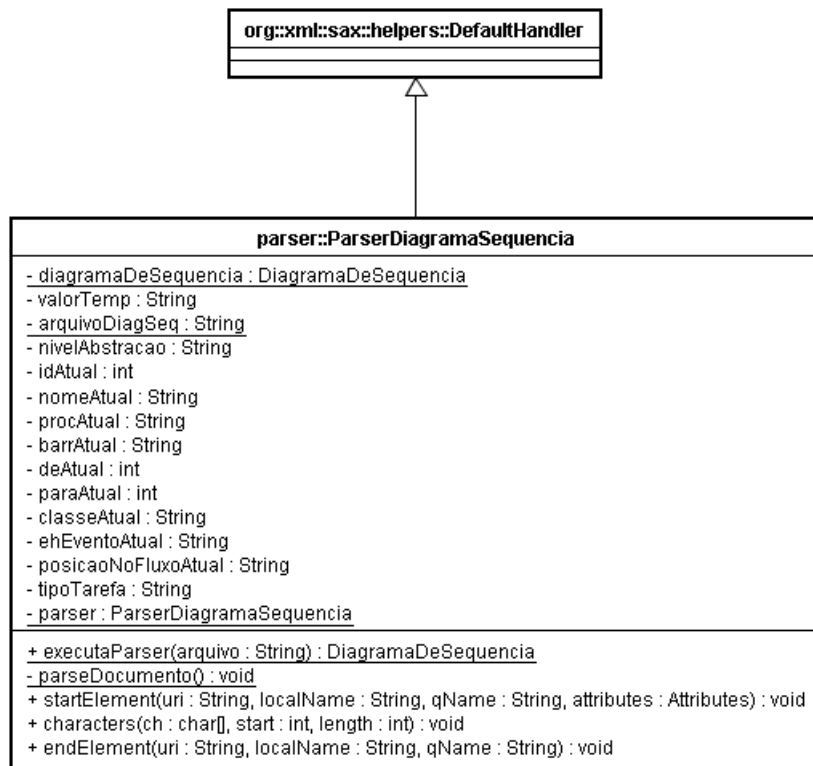 org::xml::sax::helpers::DefaultHandler
parser::ParserDiagramaSequencia
- diagramaDeSequencia : DiagramaDeSequencia
- valorTemp : String
- arquivoDiagSeq : String
- nivelAbstracao : String
- idAtual : int
- nomeAtual : String
- procAtual : String
- barrAtual : String
- deAtual : int
- paraAtual : int
- classeAtual : String
- ehEventoAtual : String
- posicaoNoFluxoAtual : String
- tipoTarefa : String
- parser : ParserDiagramaSequencia
+ executaParser(arquivo : String) : DiagramaDeSequencia
- parseDocumento() : void
+ startElement(uri : String, localName : String, qName : String, attributes : Attributes) : void
+ characters(ch : char[], start : int, length : int) : void
+ endElement(uri : String, localName : String, qName : String) : void